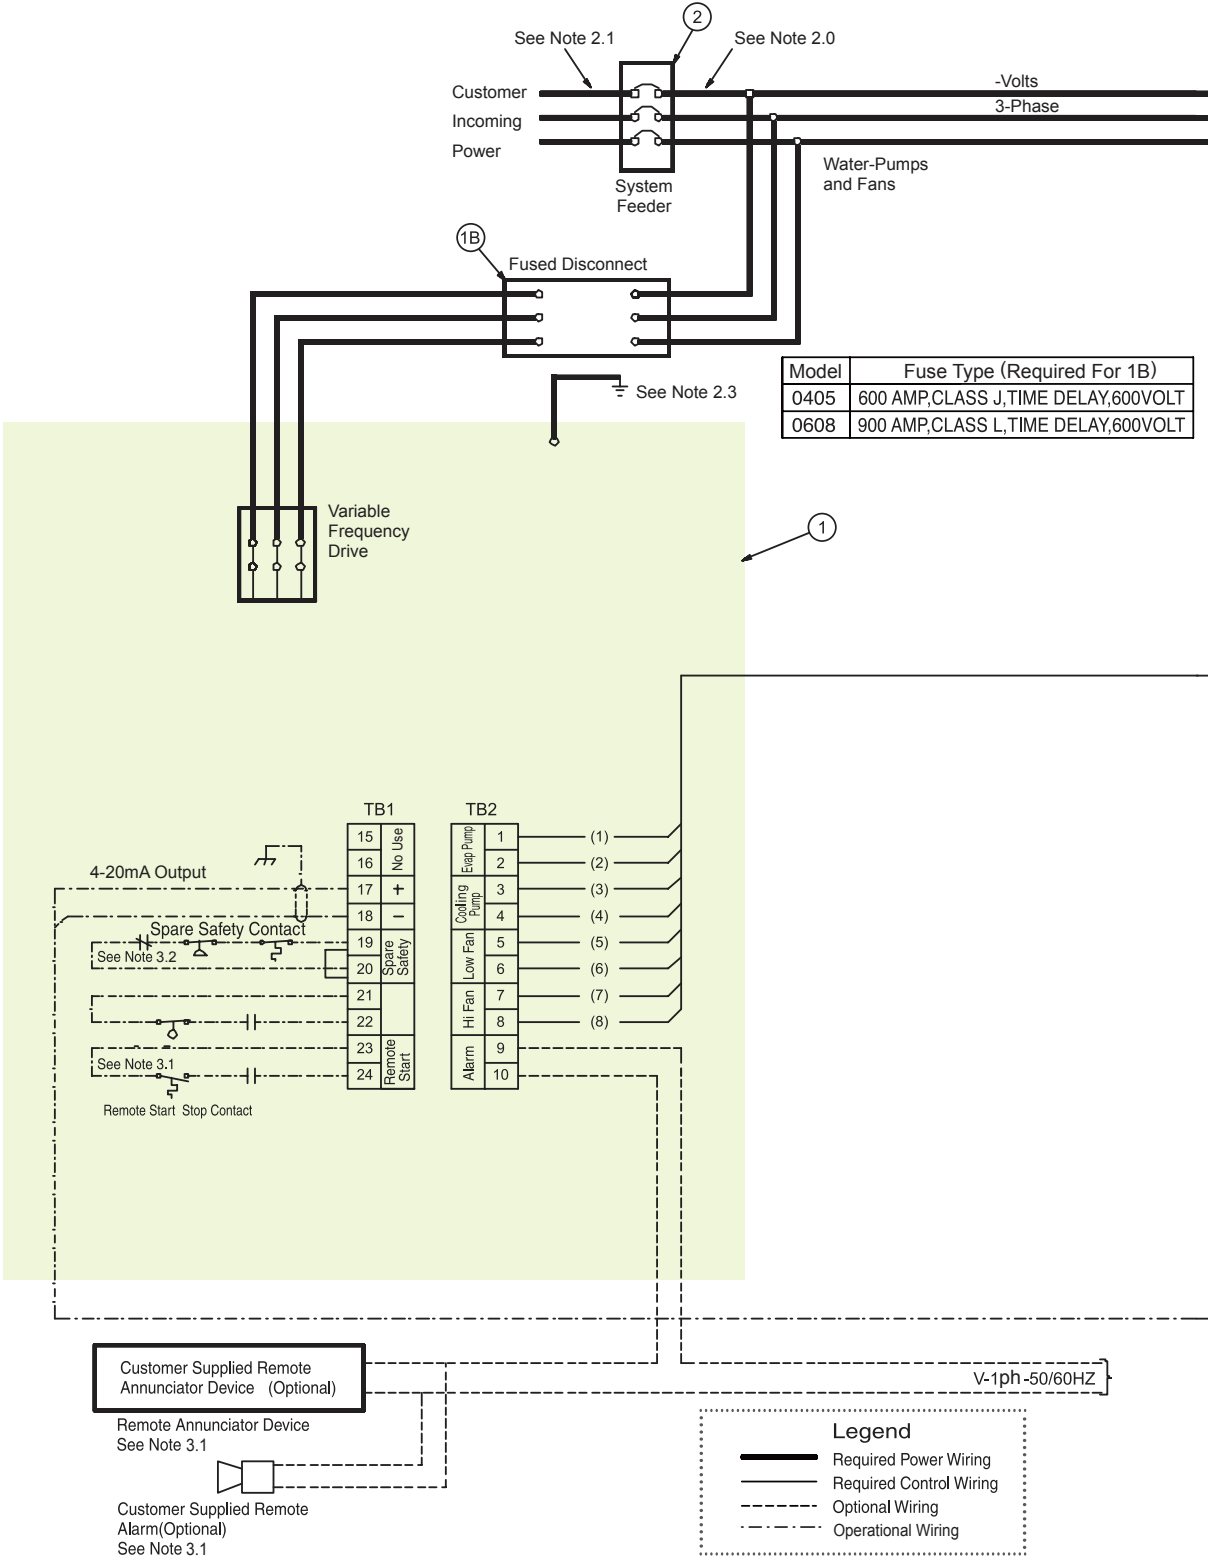 2
See Note 2.1
See Note 2.0
Customer
Incoming
Power
-Volts
3-Phase
Water-Pumps
and Fans
System
Feeder
1B
Fused Disconnect
See Note 2.3
Model Fuse Type (Required For 1B)
0405 600 AMP,CLASS J,TIME DELAY,600VOLT
0608 900 AMP,CLASS L,TIME DELAY,600VOLT
Variable
Frequency
Drive
1
TB1
15
16
No Use
17 +
18 −
19
20
Spare
Safety
21
22
23
24
Remote
Start
TB2
Evap Pump
1 (1)
2 (2)
Cooling
Pump
3 (3)
4 (4)
Low Fan
5 (5)
6 (6)
Hi Fan
7 (7)
8 (8)
Alarm
9
10
4-20mA Output
Spare Safety Contact
See Note 3.2
See Note 3.1
Remote Start Stop Contact
Customer Supplied Remote
Annunciator Device (Optional)
Remote Annunciator Device
See Note 3.1
Customer Supplied Remote
Alarm(Optional)
See Note 3.1
V-1ph-50/60HZ
Legend
Required Power Wiring
Required Control Wiring
Optional Wiring
Operational Wiring